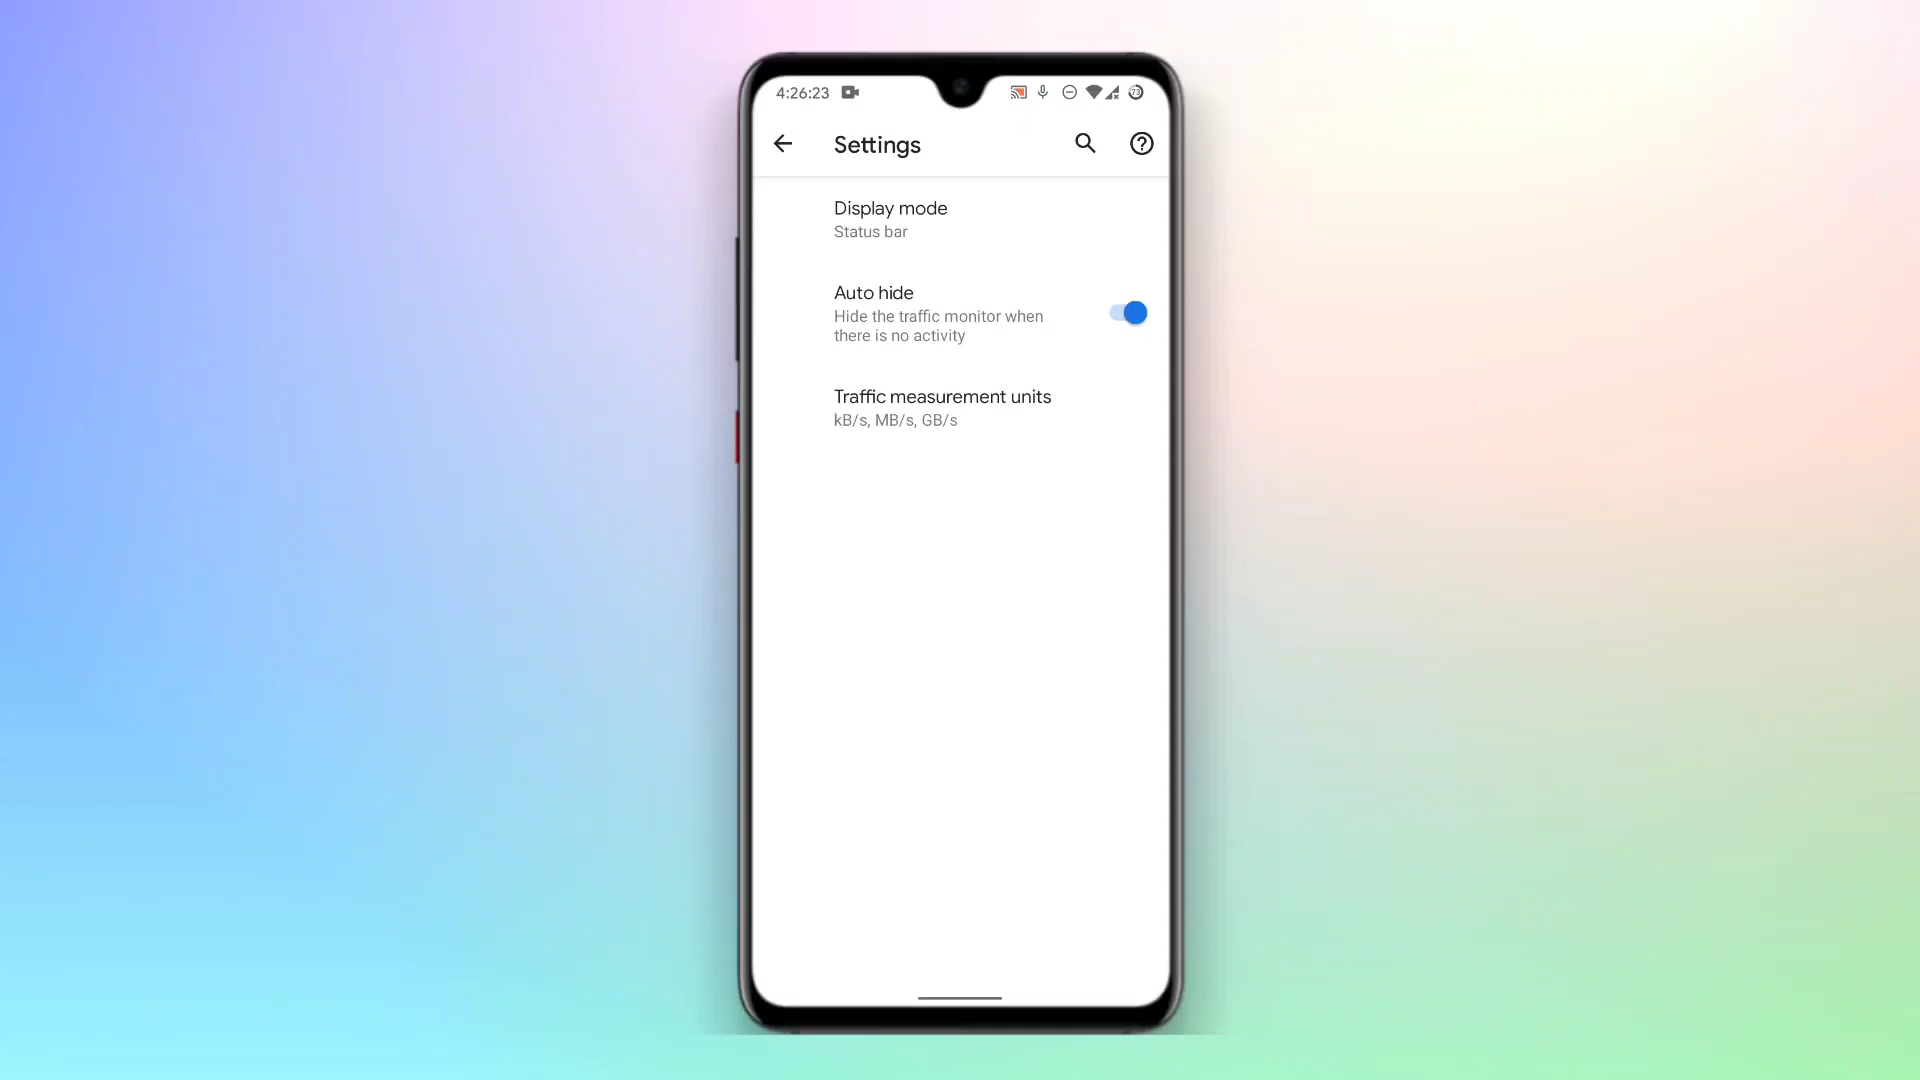 4:26:23
73
Settings
Display mode
Status bar
Auto hide
Hide the traffic monitor when
there is no activity
Traffic measurement units
kB/s, MB/s, GB/s